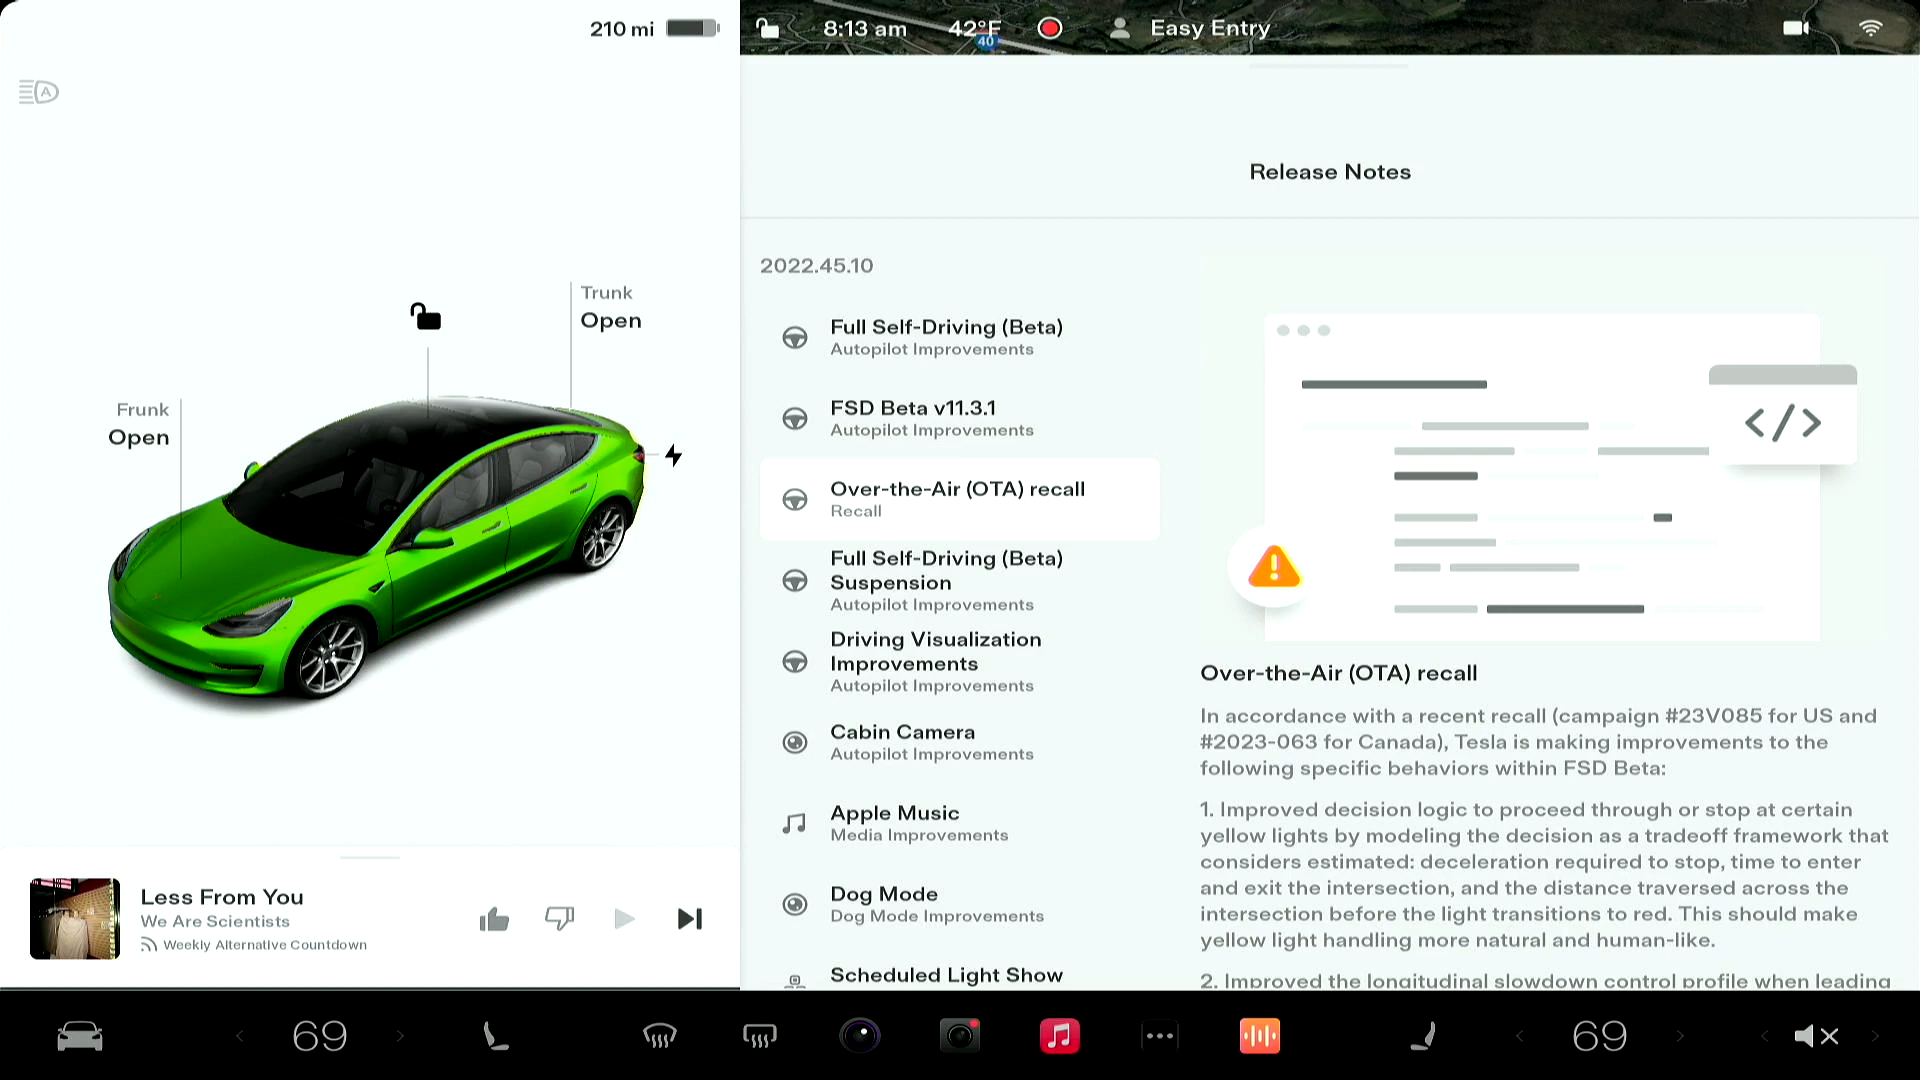 210 mi
8:13 am
42°F
40
Easy Entry
A
Release Notes
Trunk
Open
Frunk
Open
2022.45.10
Full Self-Driving (Beta)
Autopilot Improvements
FSD Beta v11.3.1
Autopilot Improvements
Over-the-Air (OTA) recall
Recall
Full Self-Driving (Beta)
Suspension
Autopilot Improvements
Driving Visualization
Improvements
Autopilot Improvements
Cabin Camera
Autopilot Improvements
Apple Music
Media Improvements
Dog Mode
Dog Mode Improvements
Scheduled Light Show
</>
Over-the-Air (OTA) recall
In accordance with a recent recall (campaign #23V085 for US and
#2023-063 for Canada), Tesla is making improvements to the
following specific behaviors within FSD Beta:
1. Improved decision logic to proceed through or stop at certain
yellow lights by modeling the decision as a tradeoff framework that
considers estimated: deceleration required to stop, time to enter
and exit the intersection, and the distance traversed across the
intersection before the light transitions to red. This should make
yellow light handling more natural and human-like.
2. Improved the longitudinal slowdown control profile when leading
Less From You
We Are Scientists
Weekly Alternative Countdown
69
69